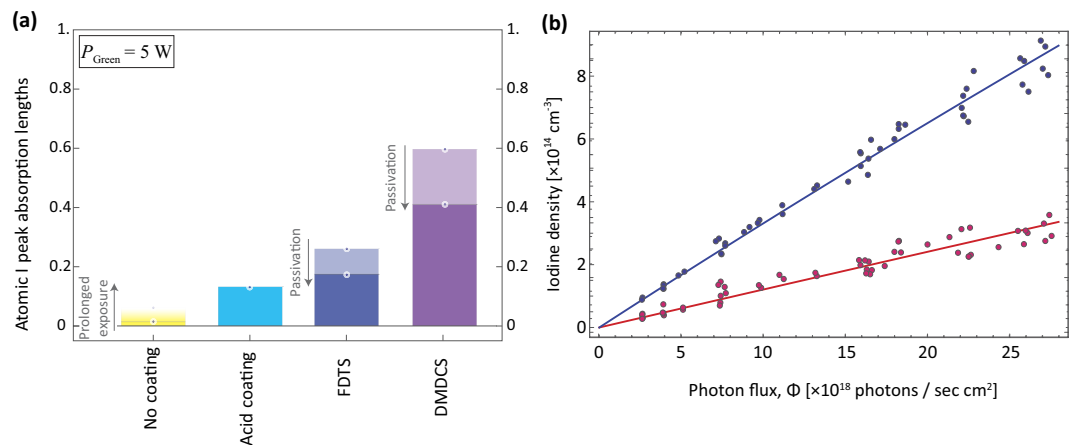 (a)
P_Green = 5 W
Atomic I peak absorption lengths
1.
0.8
0.6
0.4
0.2
0
1.
0.8
0.6
0.4
0.2
0
Prolonged
exposure
Passivation
Passivation
No coating
Acid coating
FDTS
DMDCS
(b)
Iodine density [×10¹⁴ cm⁻³]
8
6
4
2
0
0
5
10
15
20
25
Photon flux, Φ [×10¹⁸ photons / sec cm²]